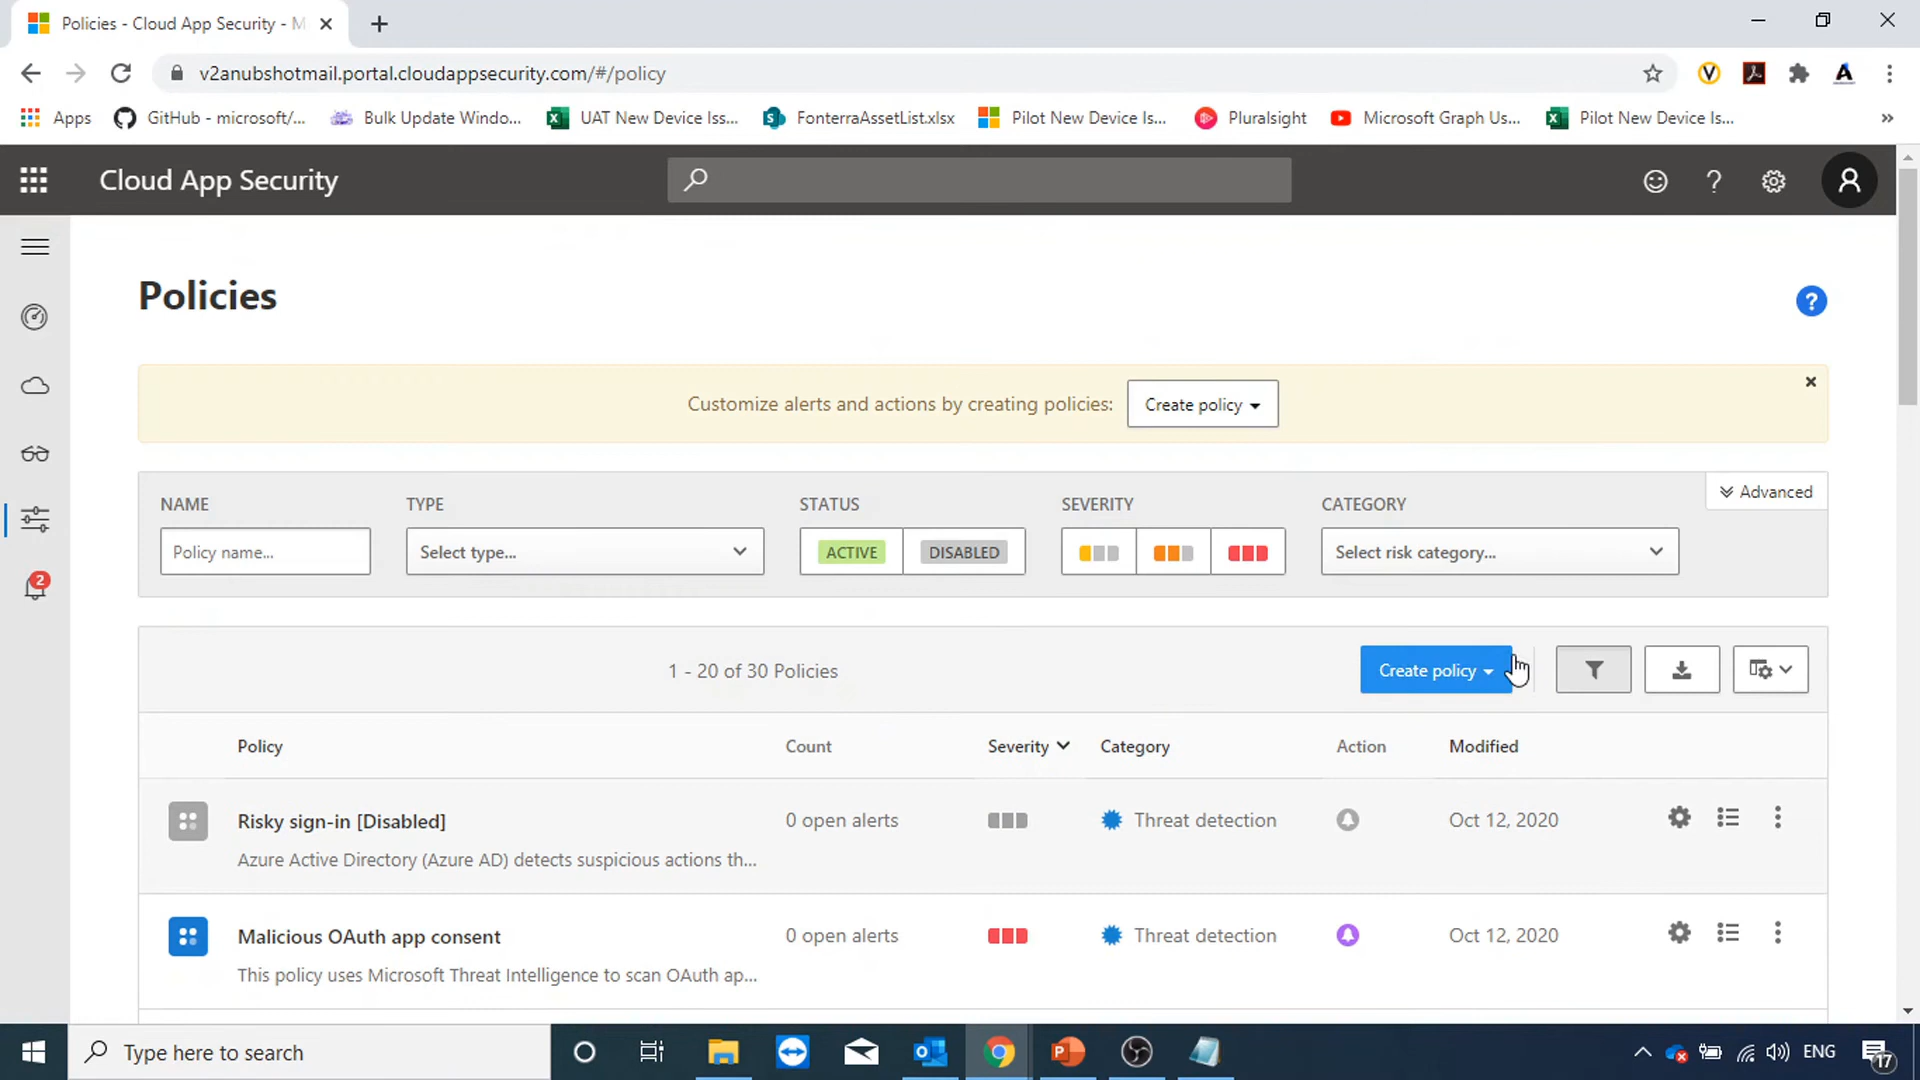 Policies - Cloud App Security - M
v2anubshotmail.portal.cloudappsecurity.com/#/policy
Apps GitHub - microsoft/... Bulk Update Windo... UAT New Device Iss... FonterraAssetList.xlsx Pilot New Device Is... Pluralsight Microsoft Graph Us... Pilot New Device Is... »
Cloud App Security
Policies
Customize alerts and actions by creating policies: Create policy
NAME TYPE STATUS SEVERITY CATEGORY Advanced
Policy name... Select type... ACTIVE DISABLED Select risk category...
1 - 20 of 30 Policies Create policy
Policy Count Severity Category Action Modified
Risky sign-in [Disabled] 0 open alerts Threat detection Oct 12, 2020
Azure Active Directory (Azure AD) detects suspicious actions th...
Malicious OAuth app consent 0 open alerts Threat detection Oct 12, 2020
This policy uses Microsoft Threat Intelligence to scan OAuth ap...
2
Type here to search ENG 17